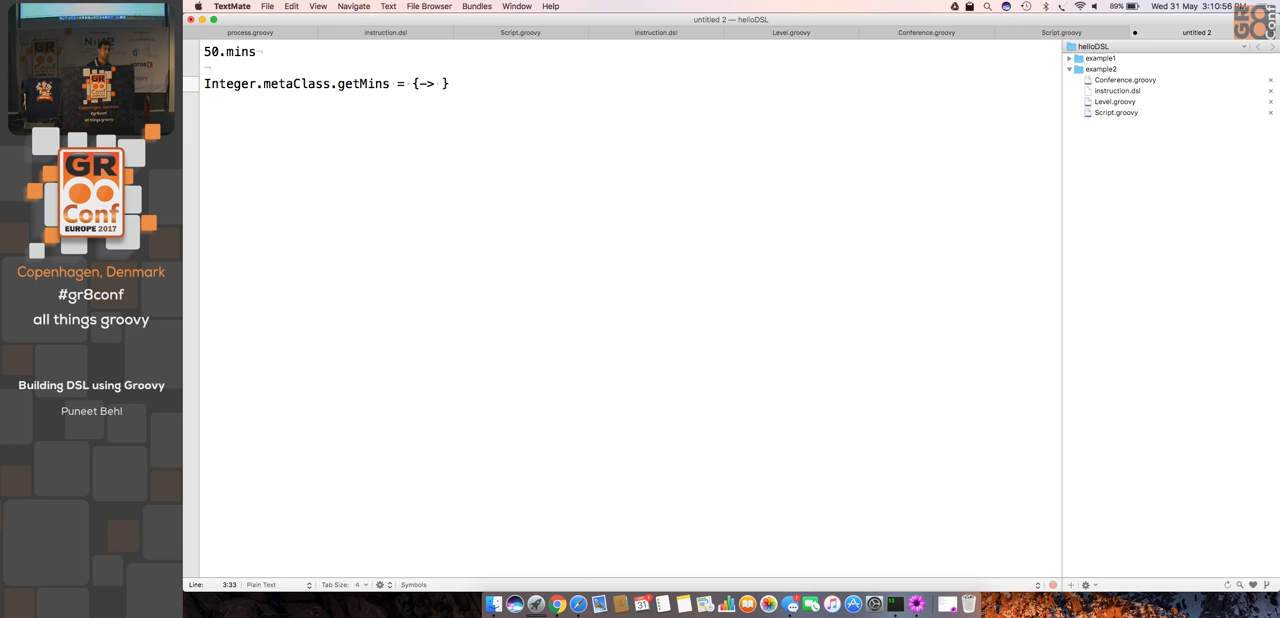 TextMate File Edit View Navigate Text File Browser Bundles Window Help
89% Wed 31 May 3:10:56 PM
untitled 2 — helloDSL
process.groovy instruction.dsl Script.groovy instruction.dsl Level.groovy Conference.groovy Script.groovy untitled 2
50.mins
Integer.metaClass.getMins = {-> }
helloDSL
example1
example2
Conference.groovy
instruction.dsl
Level.groovy
Script.groovy
GR
Conf
EUROPE 2017
Copenhagen, Denmark
#gr8conf
all things groovy
Building DSL using Groovy
Puneet Behl
Line: 3:33 Plain Text Tab Size: 4 Symbols